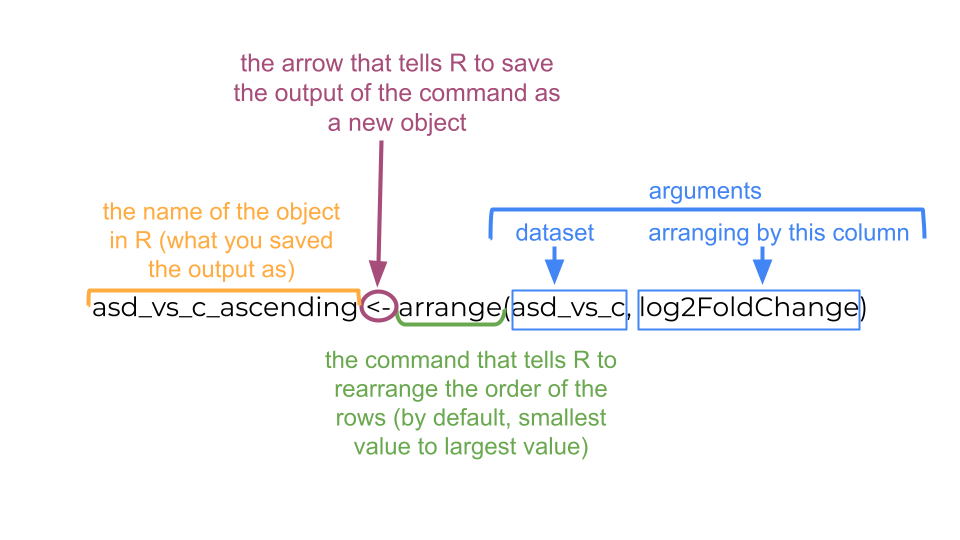 the arrow that tells R to save
the output of the command as
a new object
arguments
the name of the object
in R (what you saved
the output as)
dataset
arranging by this column
asd_vs_c_ascending <- arrange(asd_vs_c, log2FoldChange)
the command that tells R to
rearrange the order of the
rows (by default, smallest
value to largest value)